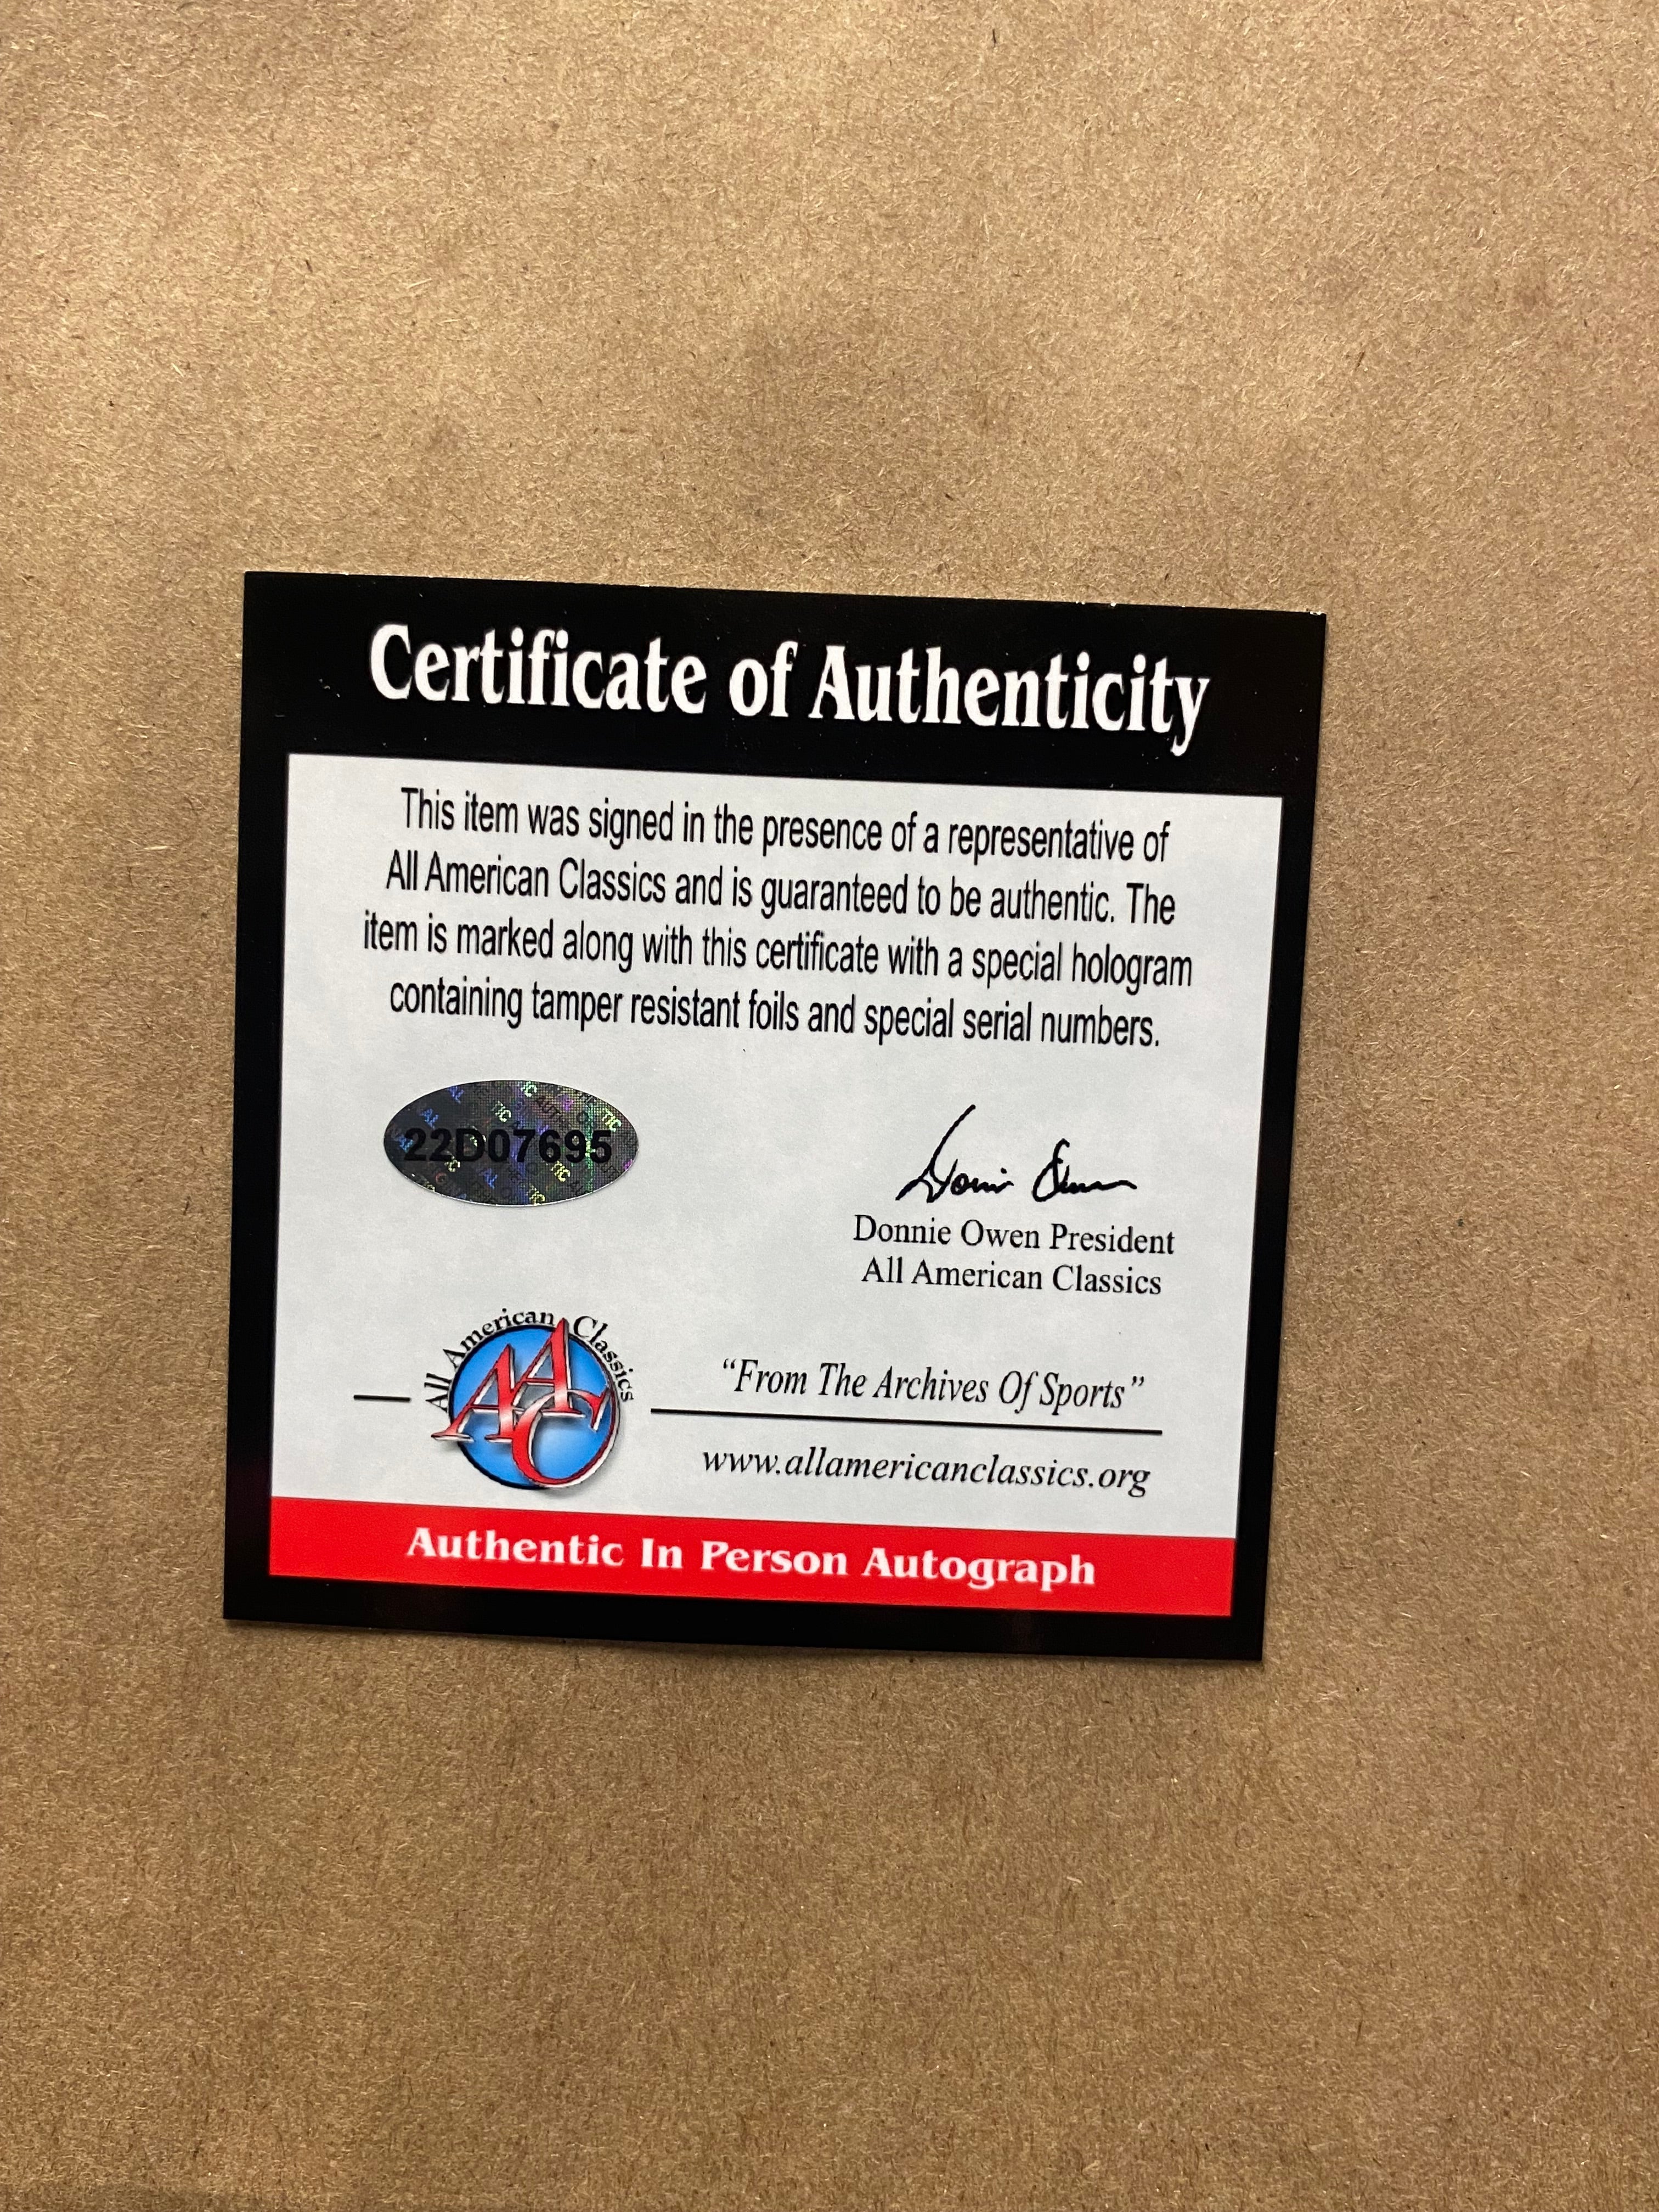 Certificate of Authenticity
This item was signed in the presence of a representative of
All American Classics and is guaranteed to be authentic. The
item is marked along with this certificate with a special hologram
containing tamper resistant foils and special serial numbers.
22D07695
Donnie Owen
Donnie Owen President
All American Classics
All American Classics
AAC
“From The Archives Of Sports”
www.allamericanclassics.org
Authentic In Person Autograph